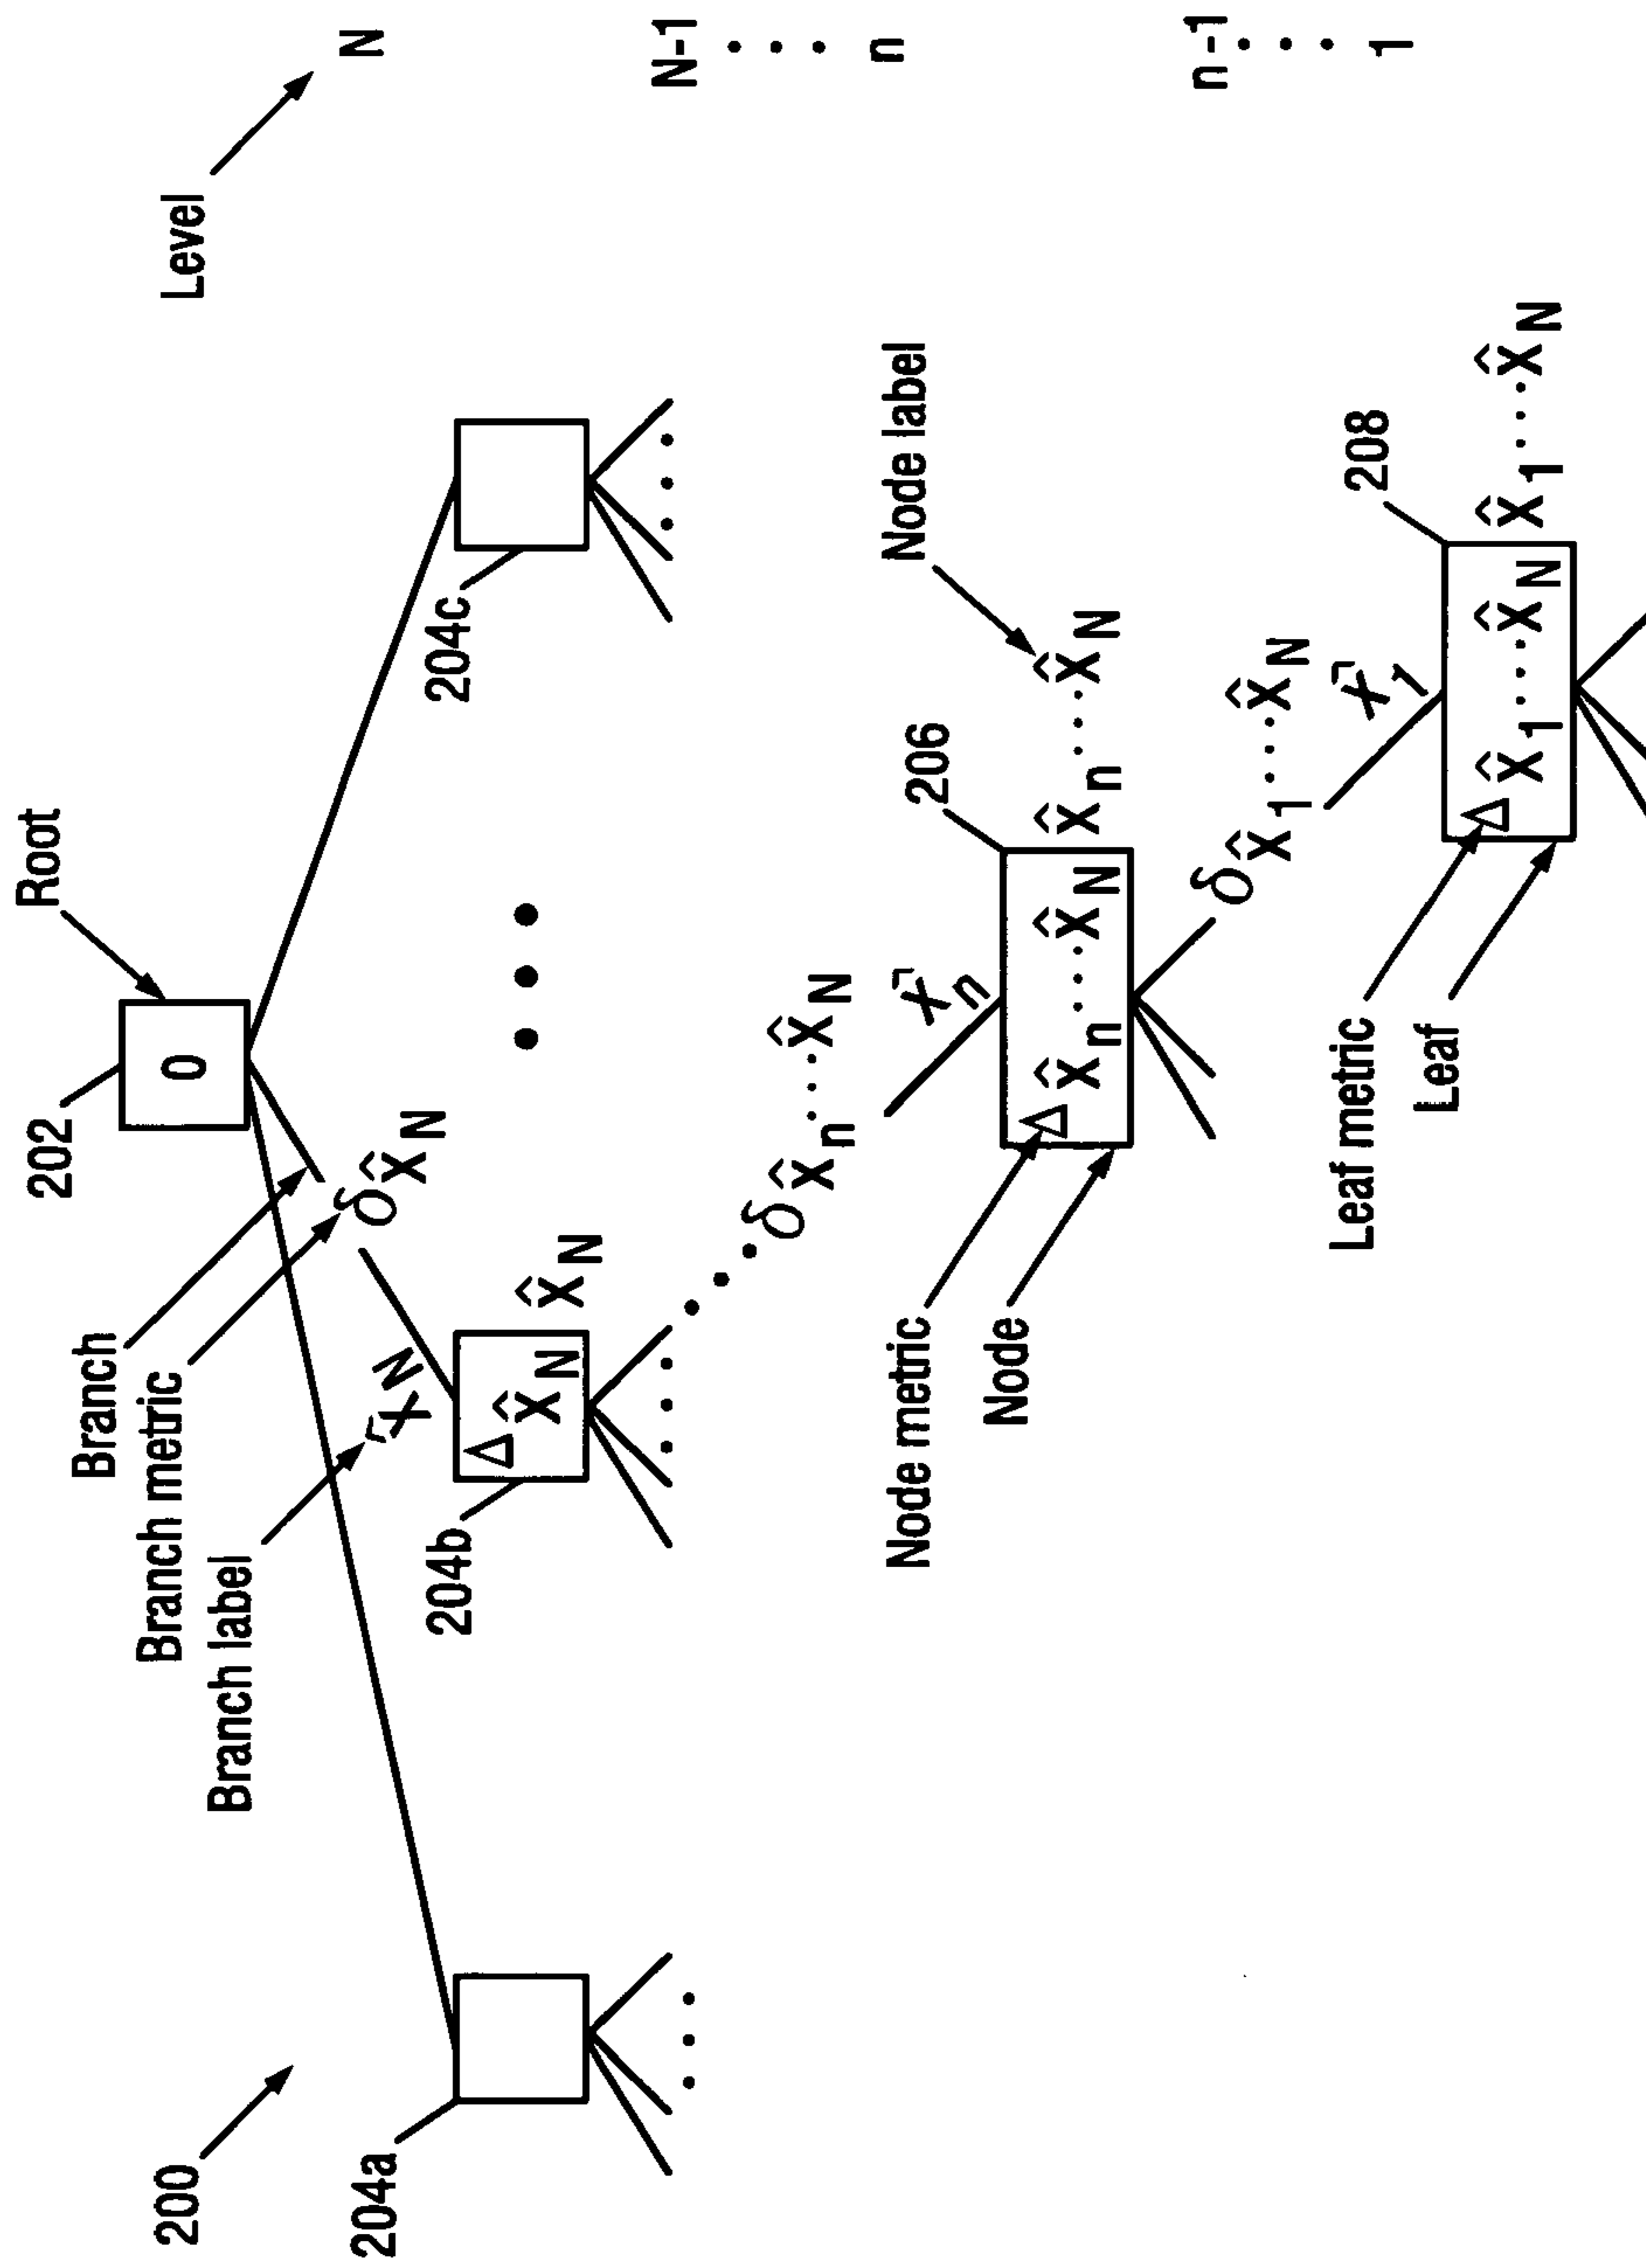 200
202
Root
Level
0
N
Branch
Branch metric
Branch label
δx̂N
x̂N
204a
204b
204c
Δx̂N
x̂N
N-1
n
δx̂n...x̂N
x̂n
206
Node label
Node metric
Node
Δx̂n...x̂N
x̂n...x̂N
n-1
1
δx̂1...x̂N
x̂1
208
Leaf metric
Leaf
Δx̂1...x̂N
x̂1...x̂N